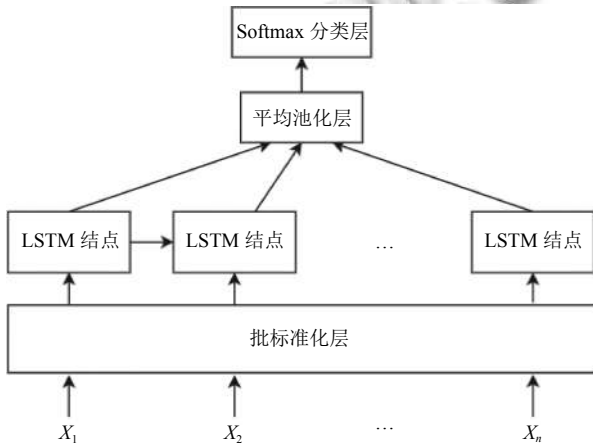 Softmax 分类层
平均池化层
LSTM 结点 LSTM 结点 … LSTM 结点
批标准化层
X₁ X₂ … Xₙ